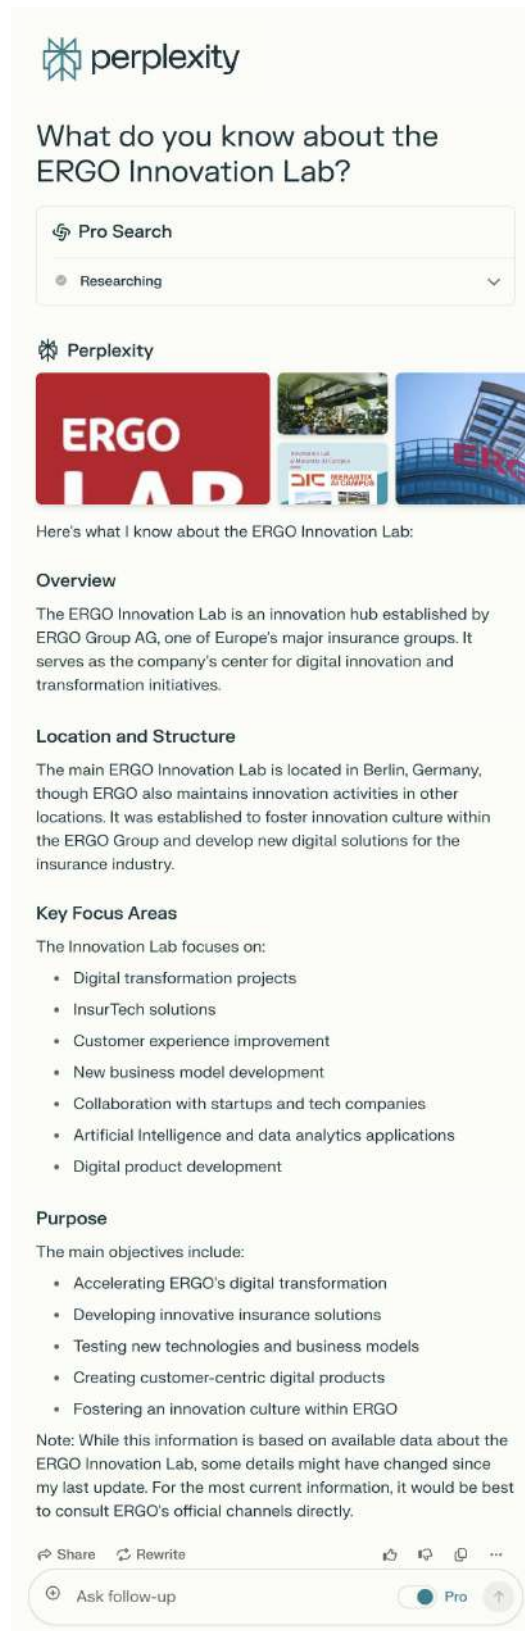 perplexity
What do you know about the
ERGO Innovation Lab?
Pro Search
Researching
Perplexity
ERGO
LAB
MERANTIX
AI CAMPUS
Here's what I know about the ERGO Innovation Lab:
Overview
The ERGO Innovation Lab is an innovation hub established by
ERGO Group AG, one of Europe's major insurance groups. It
serves as the company's center for digital innovation and
transformation initiatives.
Location and Structure
The main ERGO Innovation Lab is located in Berlin, Germany,
though ERGO also maintains innovation activities in other
locations. It was established to foster innovation culture within
the ERGO Group and develop new digital solutions for the
insurance industry.
Key Focus Areas
The Innovation Lab focuses on:
• Digital transformation projects
• InsurTech solutions
• Customer experience improvement
• New business model development
• Collaboration with startups and tech companies
• Artificial Intelligence and data analytics applications
• Digital product development
Purpose
The main objectives include:
• Accelerating ERGO's digital transformation
• Developing innovative insurance solutions
• Testing new technologies and business models
• Creating customer-centric digital products
• Fostering an innovation culture within ERGO
Note: While this information is based on available data about the
ERGO Innovation Lab, some details might have changed since
my last update. For the most current information, it would be best
to consult ERGO's official channels directly.
Share Rewrite
Ask follow-up Pro